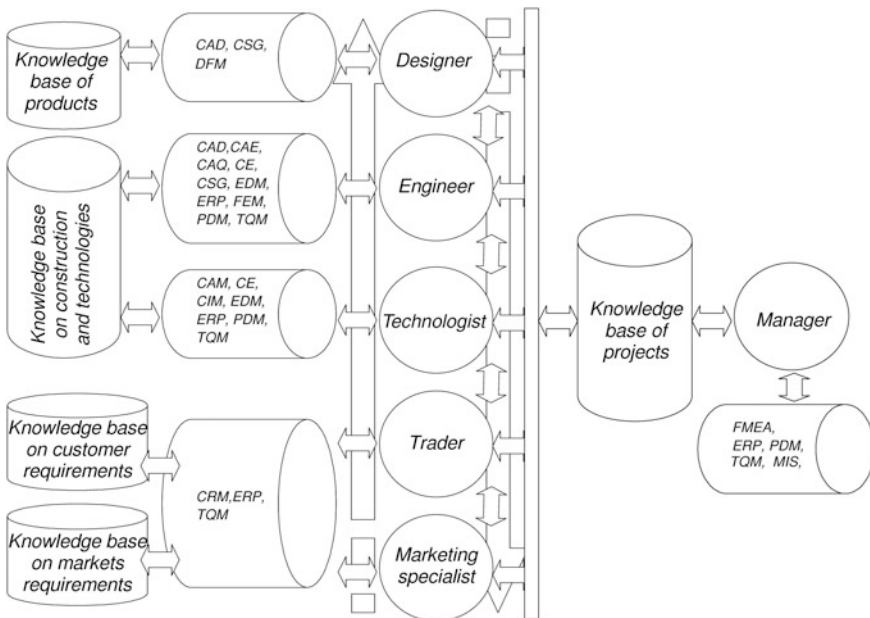 Knowledge
base of
products
CAD, CSG,
DFM
Designer
Knowledge base
on construction
and technologies
CAD,CAE,
CAQ, CE,
CSG, EDM,
ERP, FEM,
PDM, TQM
Engineer
CAM, CE,
CIM, EDM,
ERP, PDM,
TQM
Technologist
Knowledge
base of
projects
Manager
FMEA,
ERP, PDM,
TQM, MIS,
Knowledge base
on customer
requirements
Trader
CRM,ERP,
TQM
Knowledge base
on markets
requirements
Marketing
specialist